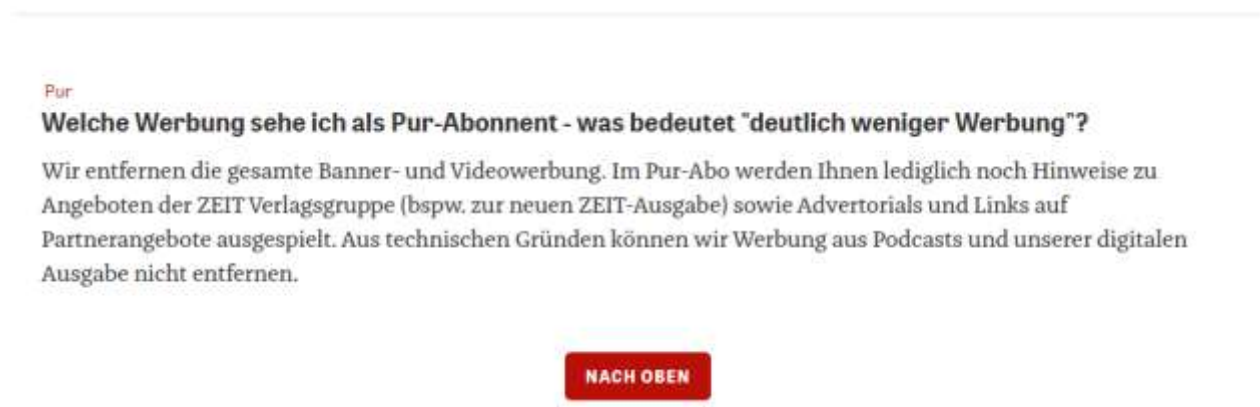 Pur
Welche Werbung sehe ich als Pur-Abonnent - was bedeutet "deutlich weniger Werbung"?
Wir entfernen die gesamte Banner- und Videowerbung. Im Pur-Abo werden Ihnen lediglich noch Hinweise zu
Angeboten der ZEIT Verlagsgruppe (bspw. zur neuen ZEIT-Ausgabe) sowie Advertorials und Links auf
Partnerangebote ausgespielt. Aus technischen Gründen können wir Werbung aus Podcasts und unserer digitalen
Ausgabe nicht entfernen.
NACH OBEN